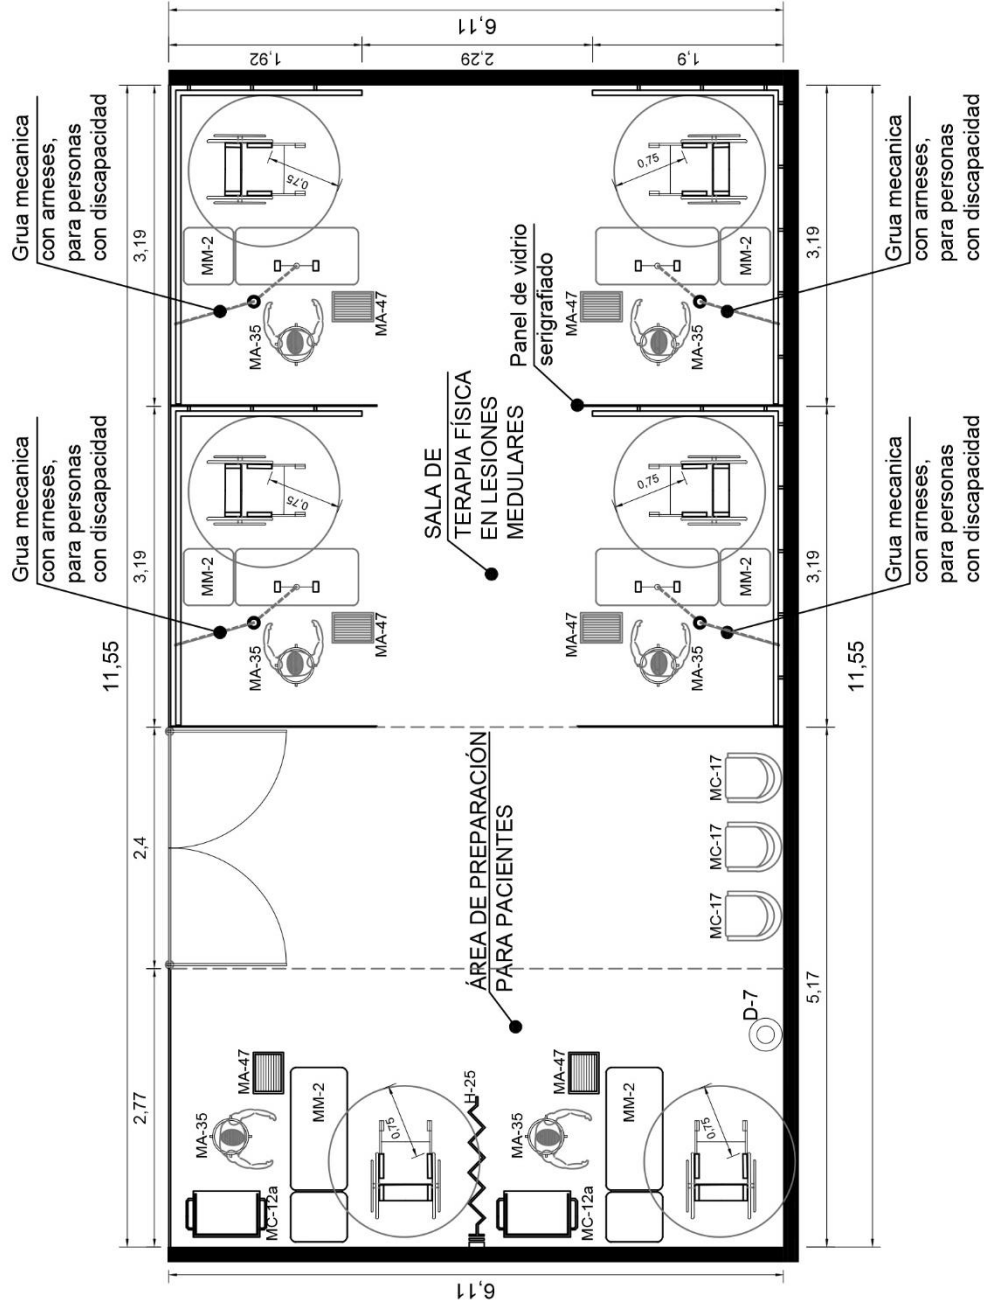 Grua mecanica
con arneses,
para personas
con discapacidad
Grua mecanica
con arneses,
para personas
con discapacidad
11,55
2,77
2,4
3,19
3,19
6,11
1,92
2,29
1,9
6,11
MC-12a
MA-35
MA-47
MM-2
0,75
H-25
MM-2
MA-35
MA-47
0,75
MM-2
MA-35
MA-47
0,75
ÁREA DE PREPARACIÓN
PARA PACIENTES
SALA DE
TERAPIA FÍSICA
EN LESIONES
MEDULARES
Panel de vidrio
serigrafiado
MC-12a
MA-35
MA-47
MM-2
0,75
D-7
MC-17
MC-17
MC-17
MA-47
MA-35
MM-2
0,75
MA-47
MA-35
MM-2
0,75
5,17
3,19
3,19
11,55
Grua mecanica
con arneses,
para personas
con discapacidad
Grua mecanica
con arneses,
para personas
con discapacidad